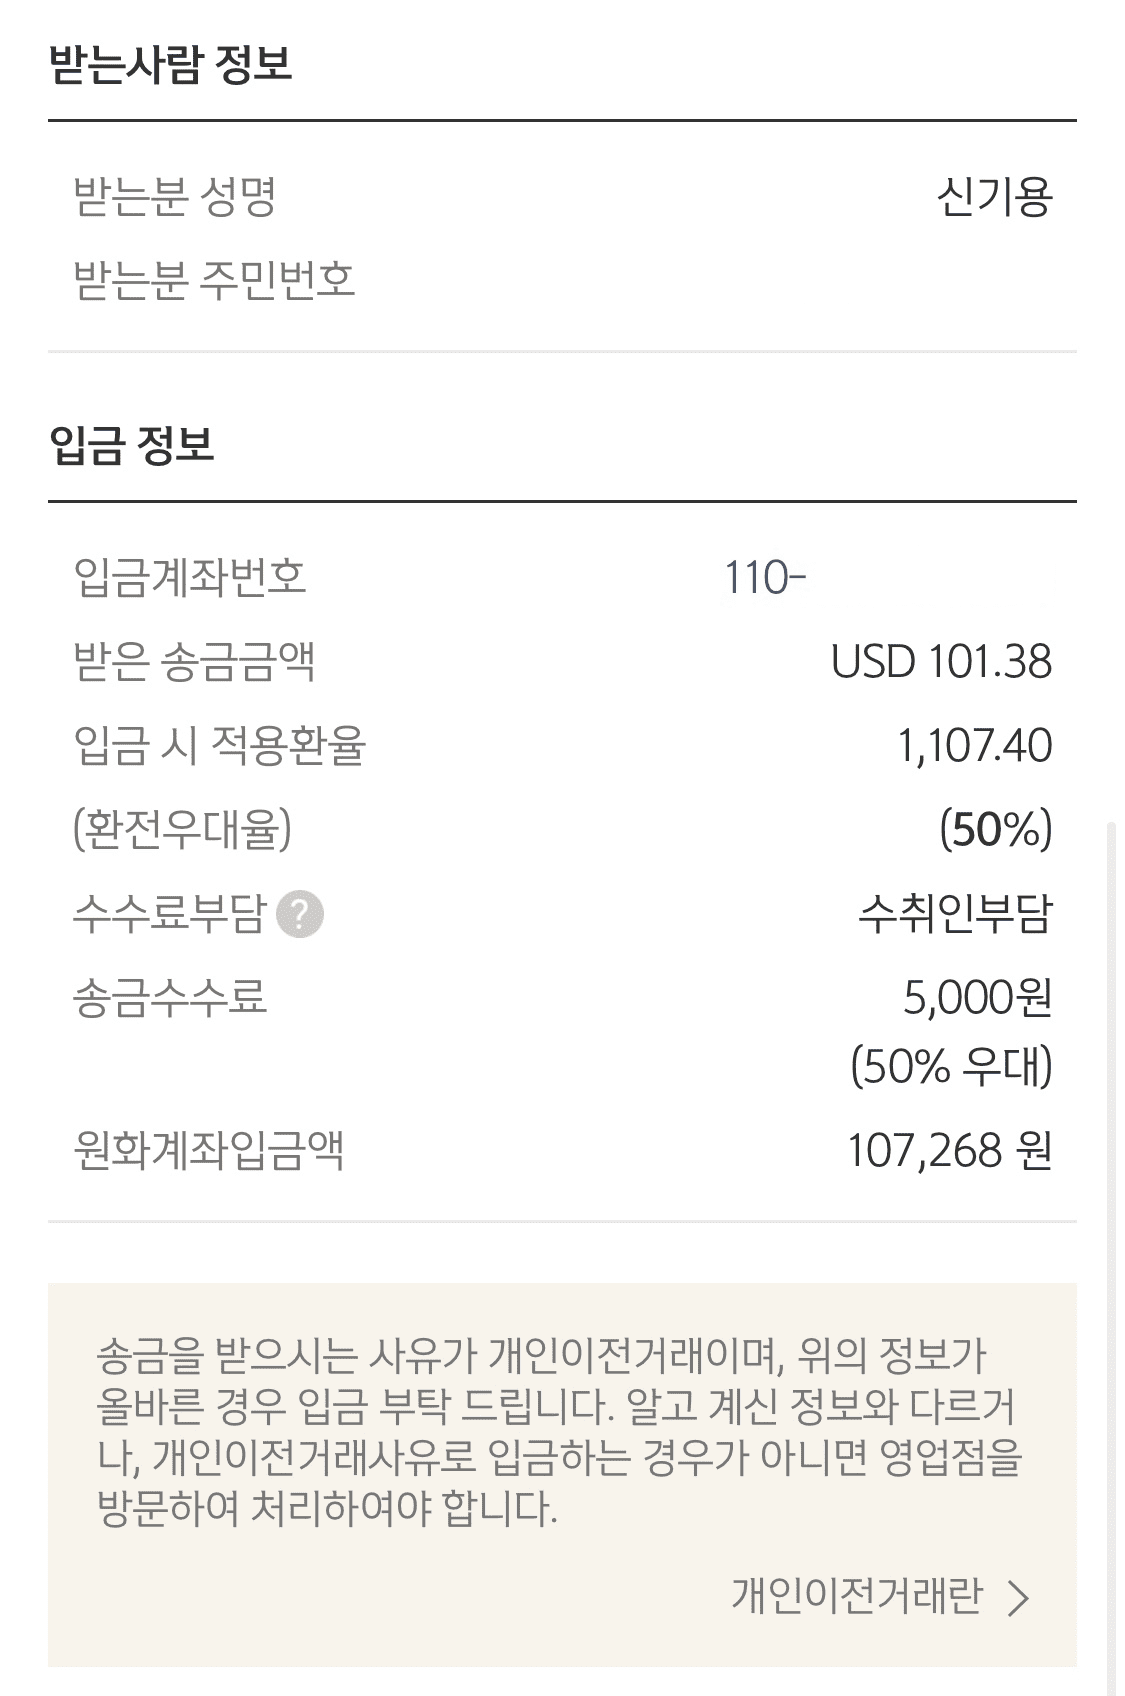 받는사람 정보
받는분 성명 신기용
받는분 주민번호
입금 정보
입금계좌번호 110-
받은 송금금액 USD 101.38
입금 시 적용환율 1,107.40
(환전우대율) (50%)
수수료부담 ? 수취인부담
송금수수료 5,000원
(50% 우대)
원화계좌입금액 107,268 원
송금을 받으시는 사유가 개인이전거래이며, 위의 정보가
올바른 경우 입금 부탁 드립니다. 알고 계신 정보와 다르거
나, 개인이전거래사유로 입금하는 경우가 아니면 영업점을
방문하여 처리하여야 합니다.
개인이전거래란 >